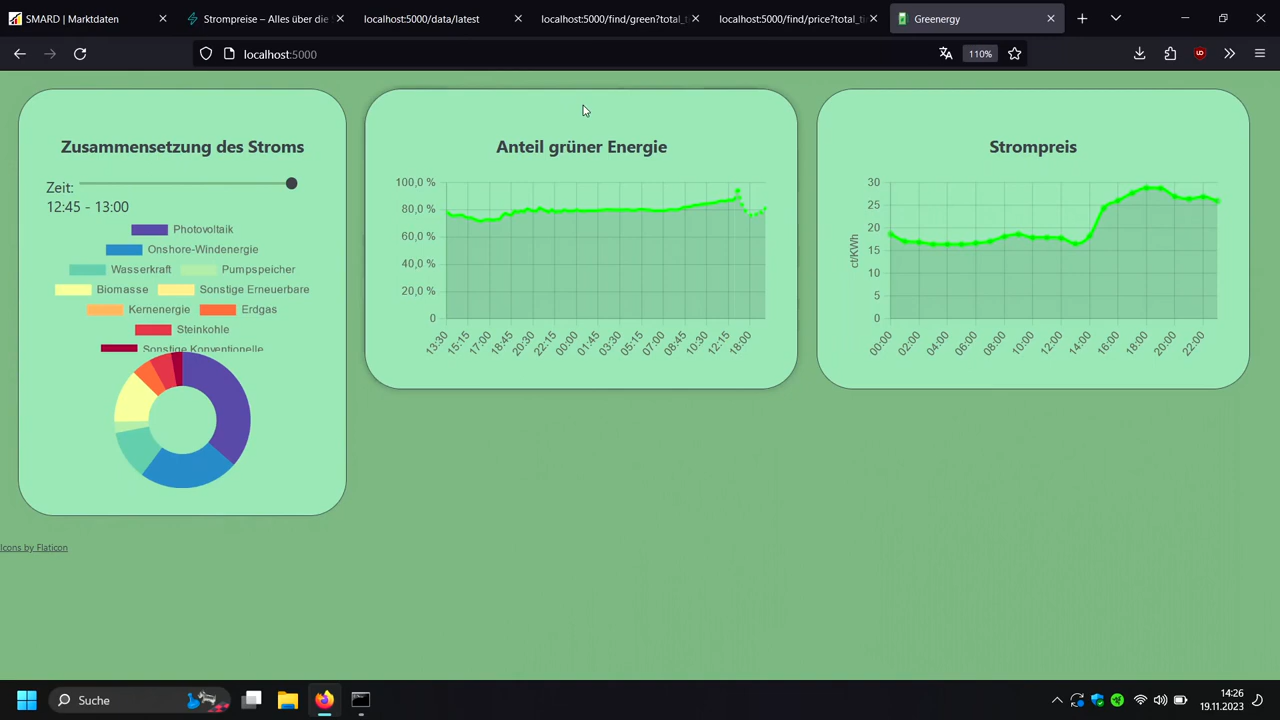 SMARD | Marktdaten
Strompreise – Alles über die S
localhost:5000/data/latest
localhost:5000/find/green?total_t
localhost:5000/find/price?total_ti
Greenergy
localhost:5000
110%
Zusammensetzung des Stroms
Zeit:
12:45 - 13:00
Photovoltaik
Onshore-Windenergie
Wasserkraft Pumpspeicher
Biomasse Sonstige Erneuerbare
Kernenergie Erdgas
Steinkohle
Sonstige Konventionelle
Anteil grüner Energie
100,0 %
80,0 %
60,0 %
40,0 %
20,0 %
0
13:30 15:15 17:00 18:45 20:30 22:15 00:00 01:45 03:30 05:15 07:00 08:45 10:30 12:15 18:00
Strompreis
ct/KWh
30
25
20
15
10
5
0
00:00 02:00 04:00 06:00 08:00 10:00 12:00 14:00 16:00 18:00 20:00 22:00
Icons by Flaticon
Suche
14:26
19.11.2023